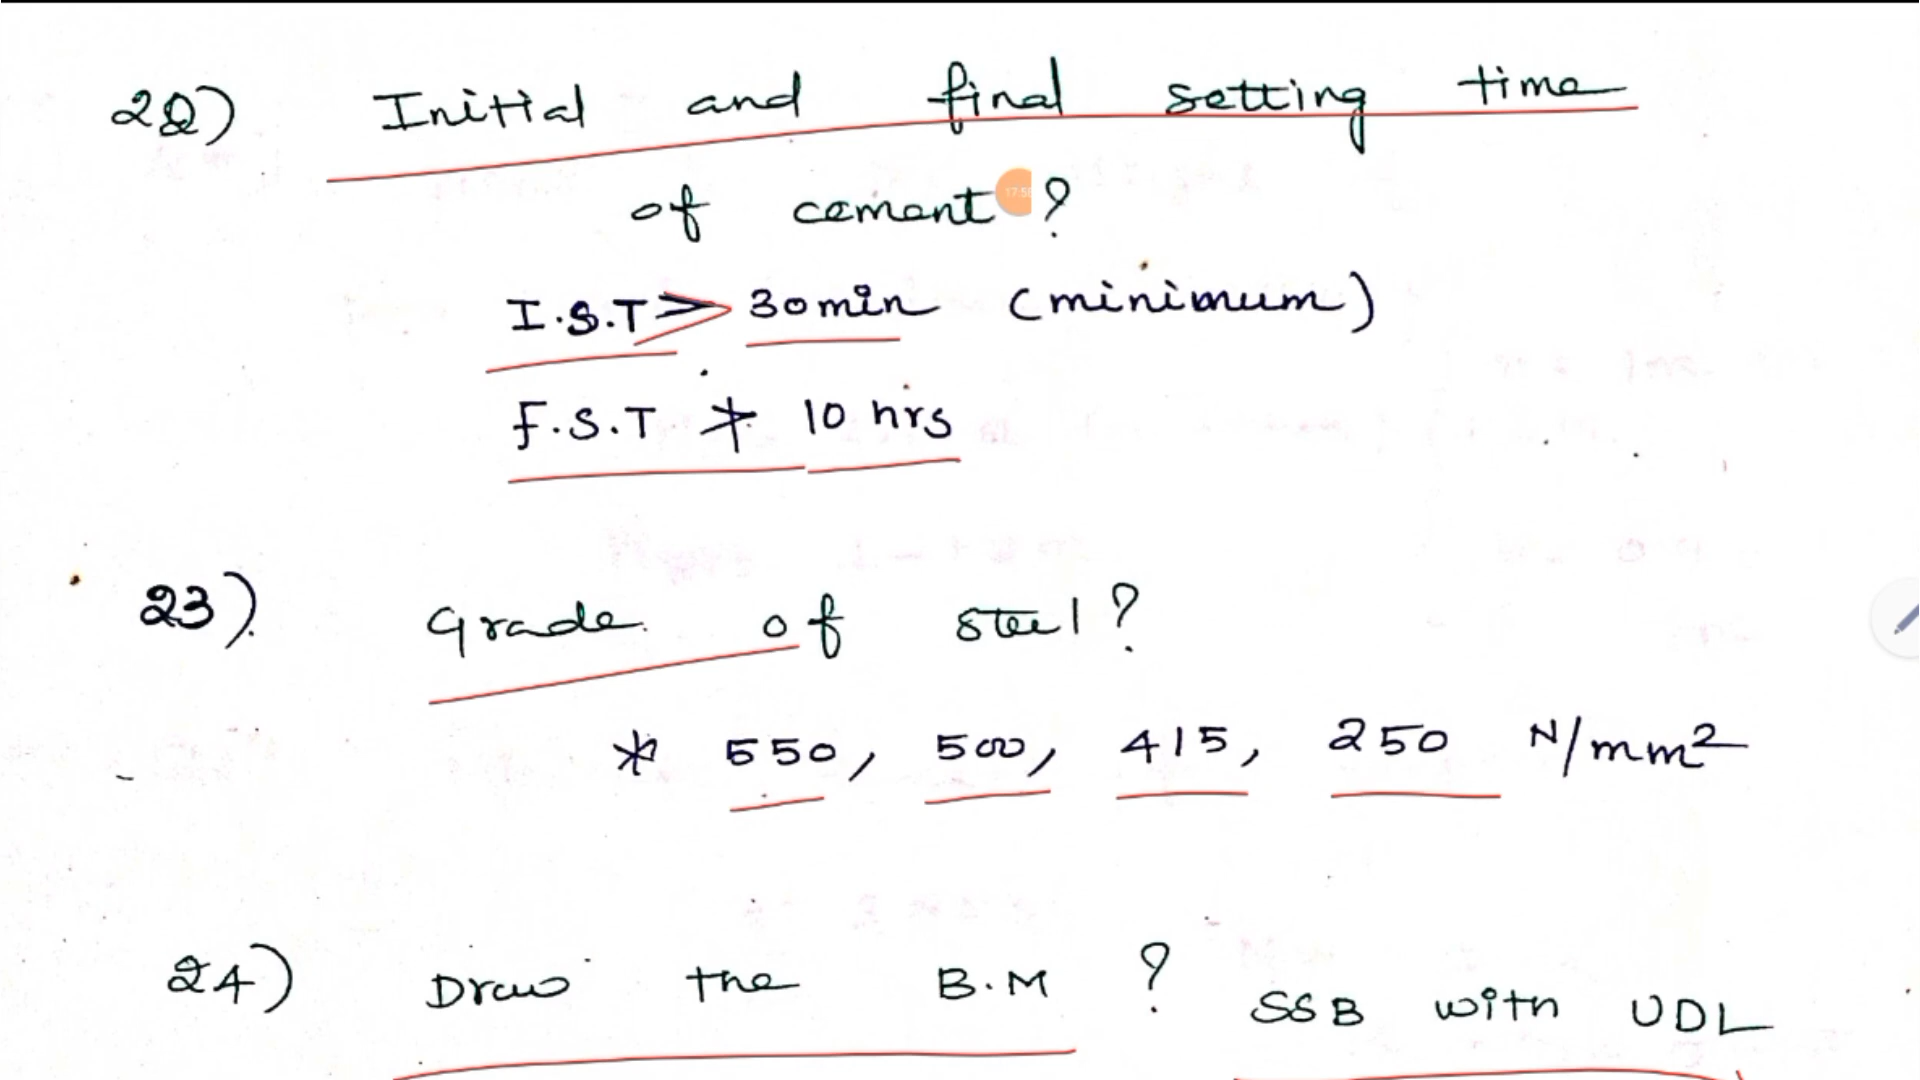 22) Initial and final setting time
of cement ?
I.S.T > 30 min (minimum)
F.S.T ≯ 10 hrs
23) Grade of steel ?
* 550, 500, 415, 250 N/mm²
24) Draw the B.M ? SSB with UDL